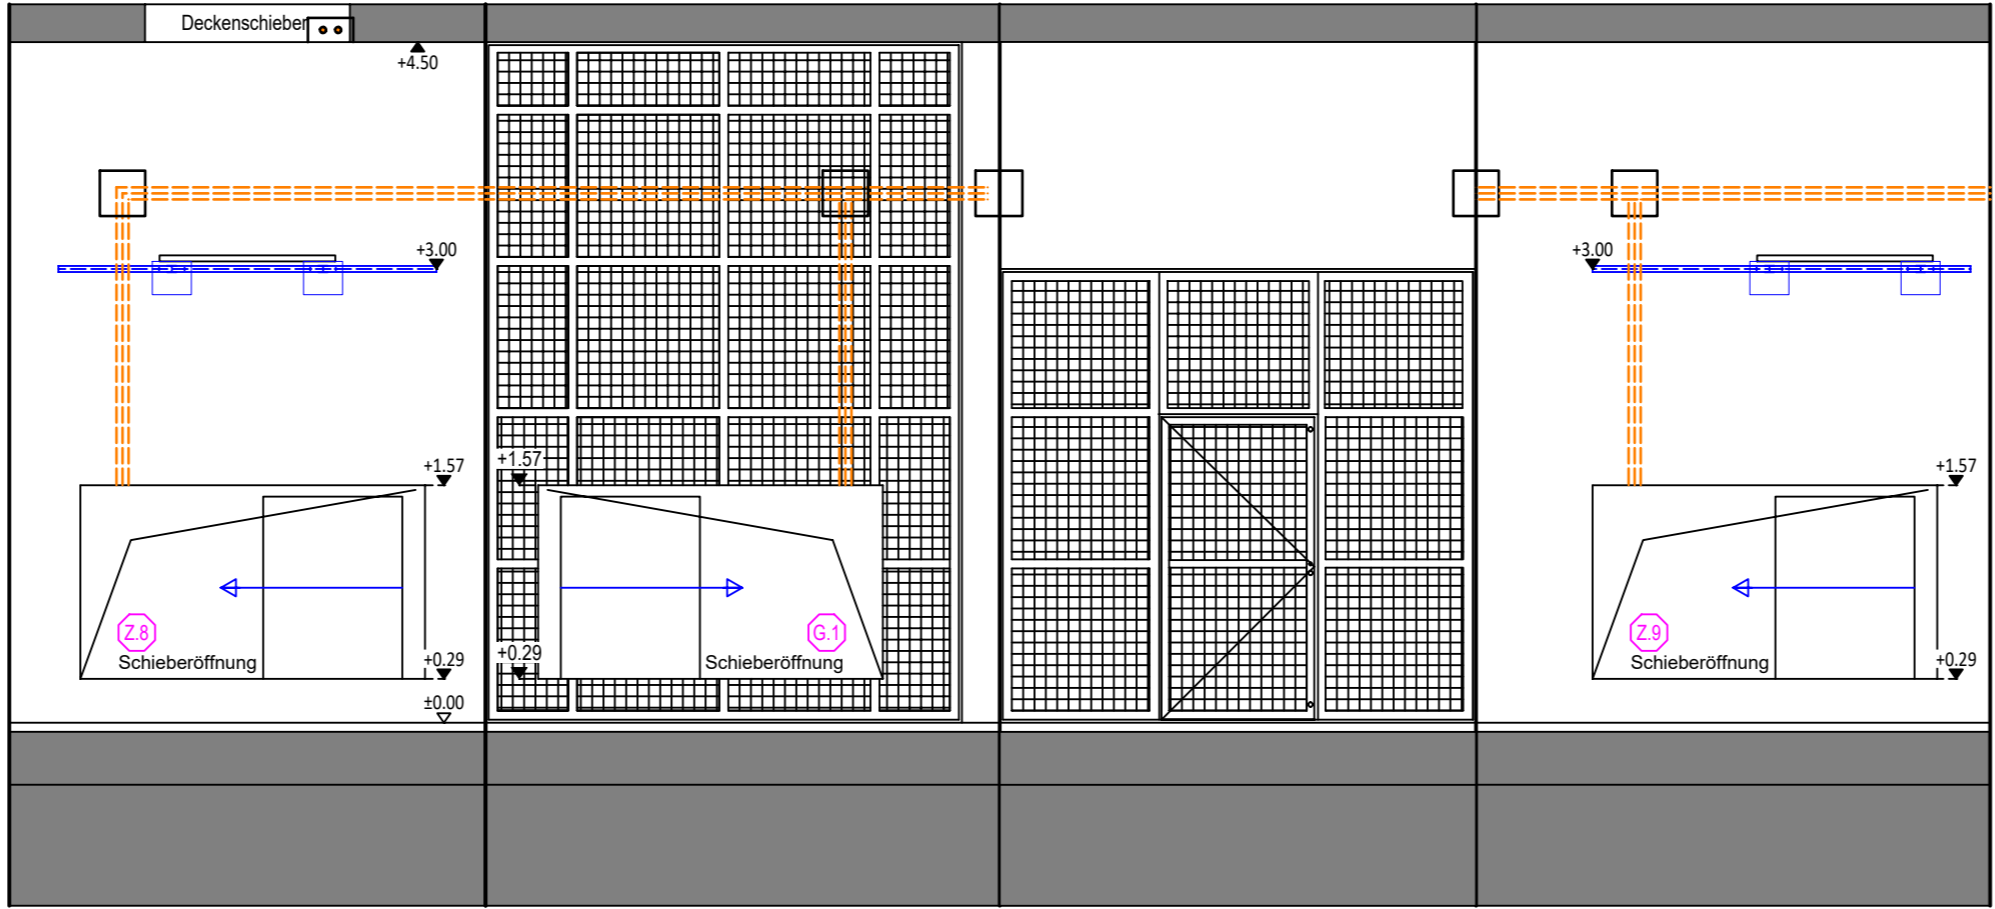 Deckenschieber
+4.50
+3.00
+3.00
+1.57
+1.57
+1.57
Z.8
G.1
Z.9
Schieberöffnung
+0.29
+0.29
Schieberöffnung
Schieberöffnung
+0.29
±0.00